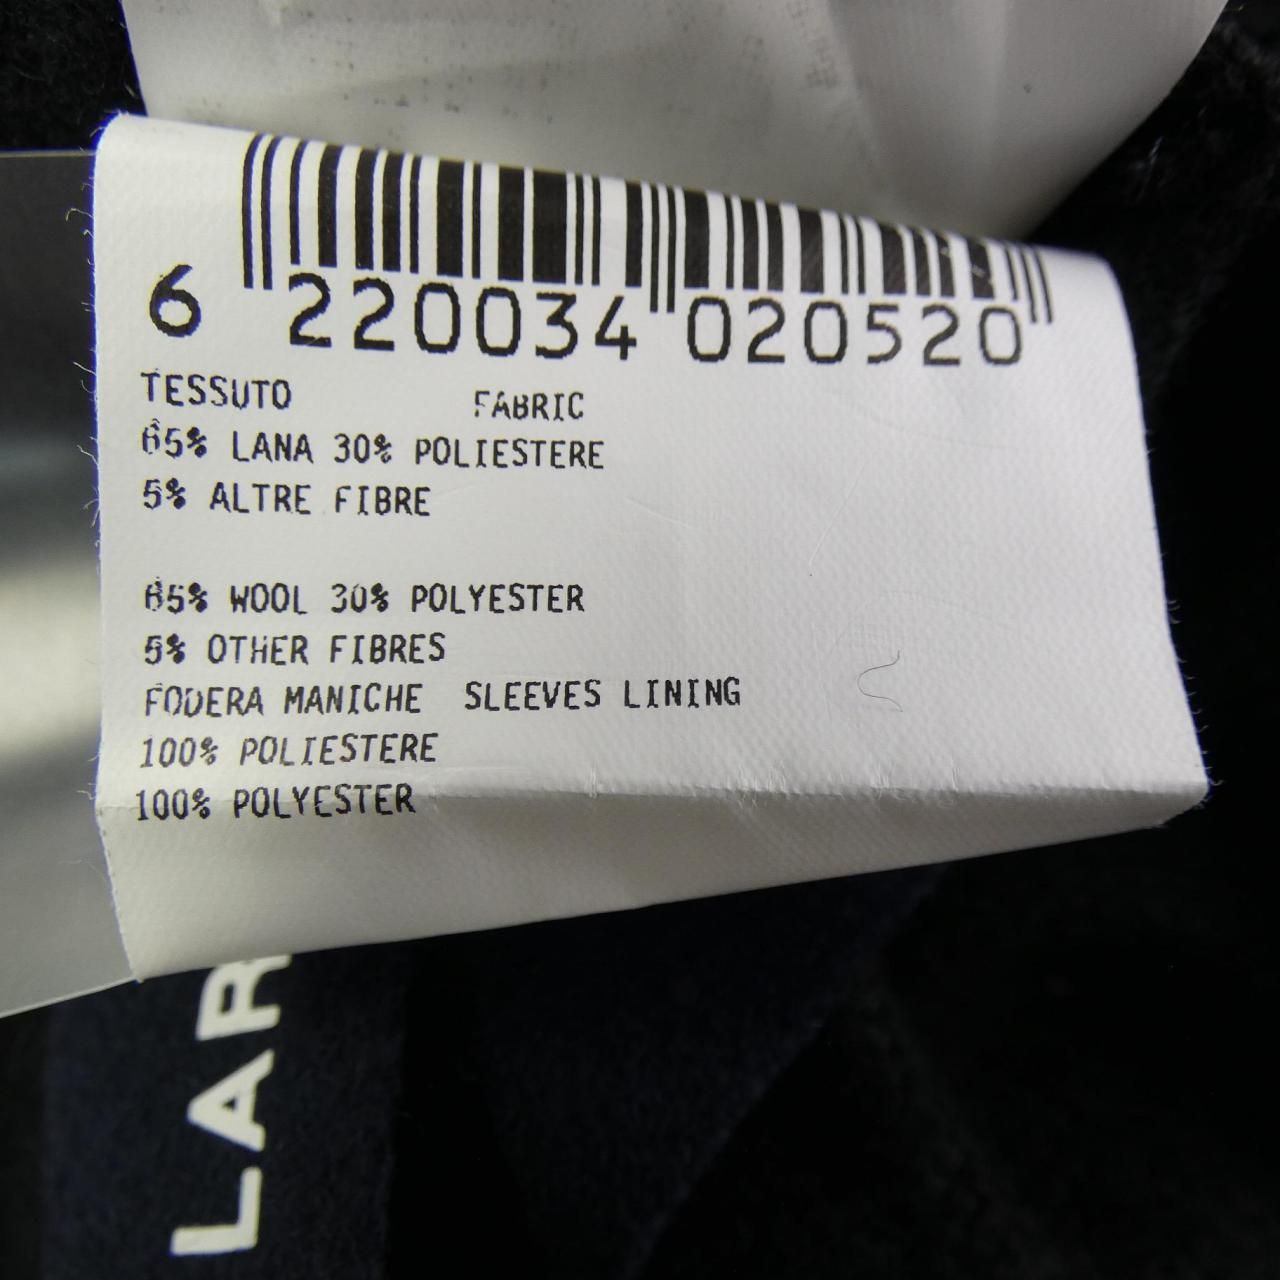 6 220034 020520
TESSUTO FABRIC
65% LANA 30% POLIESTERE
5% ALTRE FIBRE
65% WOOL 30% POLYESTER
5% OTHER FIBRES
FODERA MANICHE SLEEVES LINING
100% POLIESTERE
100% POLYESTER
LAR